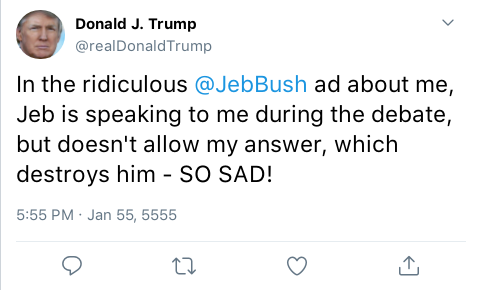 Donald J. Trump
@realDonaldTrump
In the ridiculous @JebBush ad about me,
Jeb is speaking to me during the debate,
but doesn't allow my answer, which
destroys him - SO SAD!
5:55 PM · Jan 55, 5555